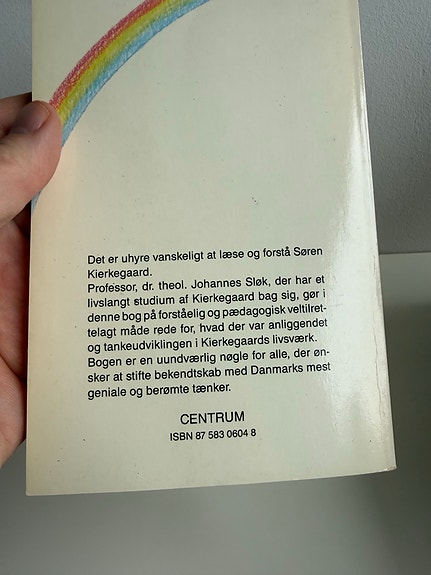 Det er uhyre vanskeligt at læse og forstå Søren
Kierkegaard.
Professor, dr. theol. Johannes Sløk, der har et
livslangt studium af Kierkegaard bag sig, gør i
denne bog på forståelig og pædagogisk veltilret-
telagt måde rede for, hvad der var anliggendet
og tankeudviklingen i Kierkegaards livsværk.
Bogen er en uundværlig nøgle for alle, der øn-
sker at stifte bekendtskab med Danmarks mest
geniale og berømte tænker.
CENTRUM
ISBN 87 583 0604 8